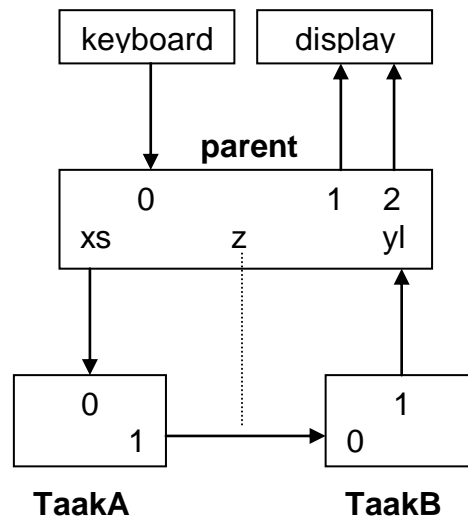 keyboard display
parent
0 1 2
xs z yl
0 1
1 0
TaakA TaakB